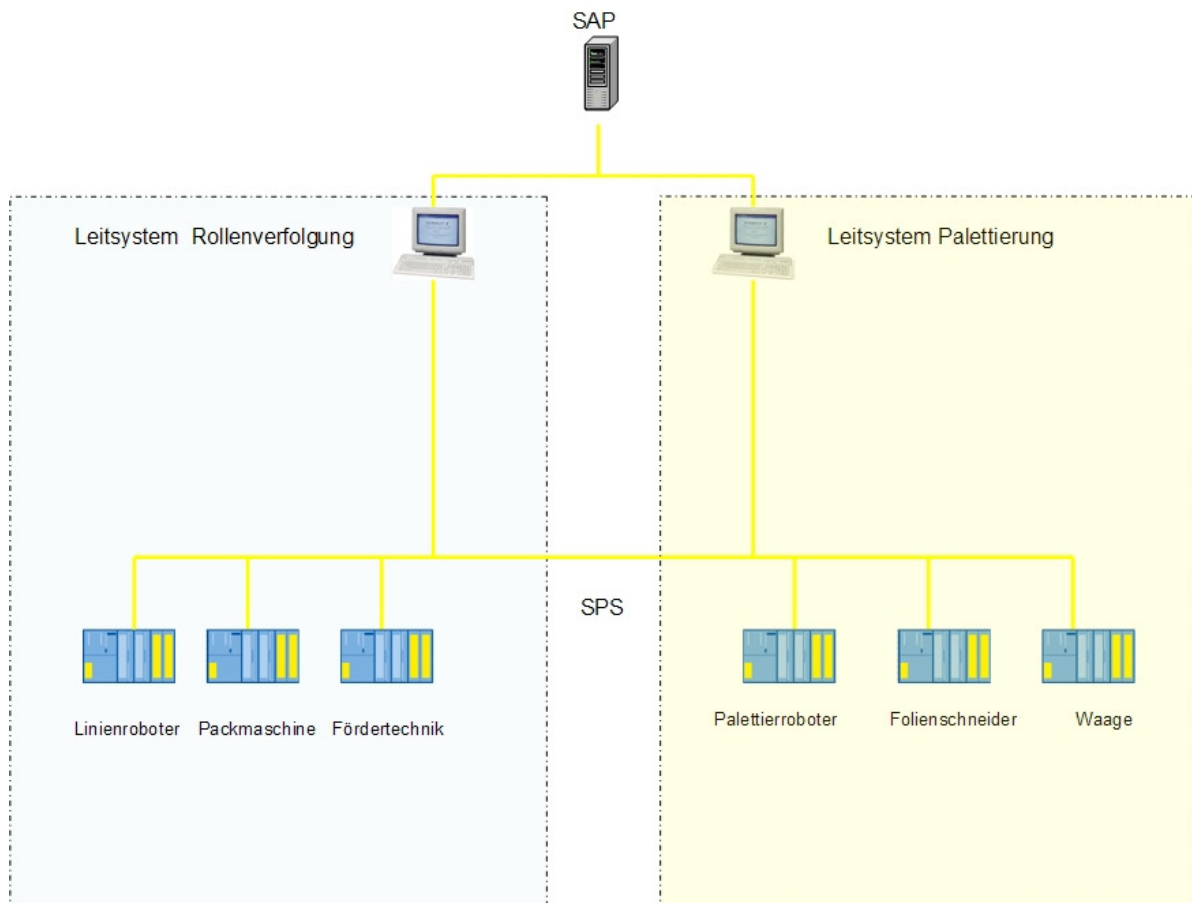 SAP
Leitsystem Rollenverfolgung
Leitsystem Palettierung
SPS
Linienroboter
Packmaschine
Fördertechnik
Palettierroboter
Folienschneider
Waage